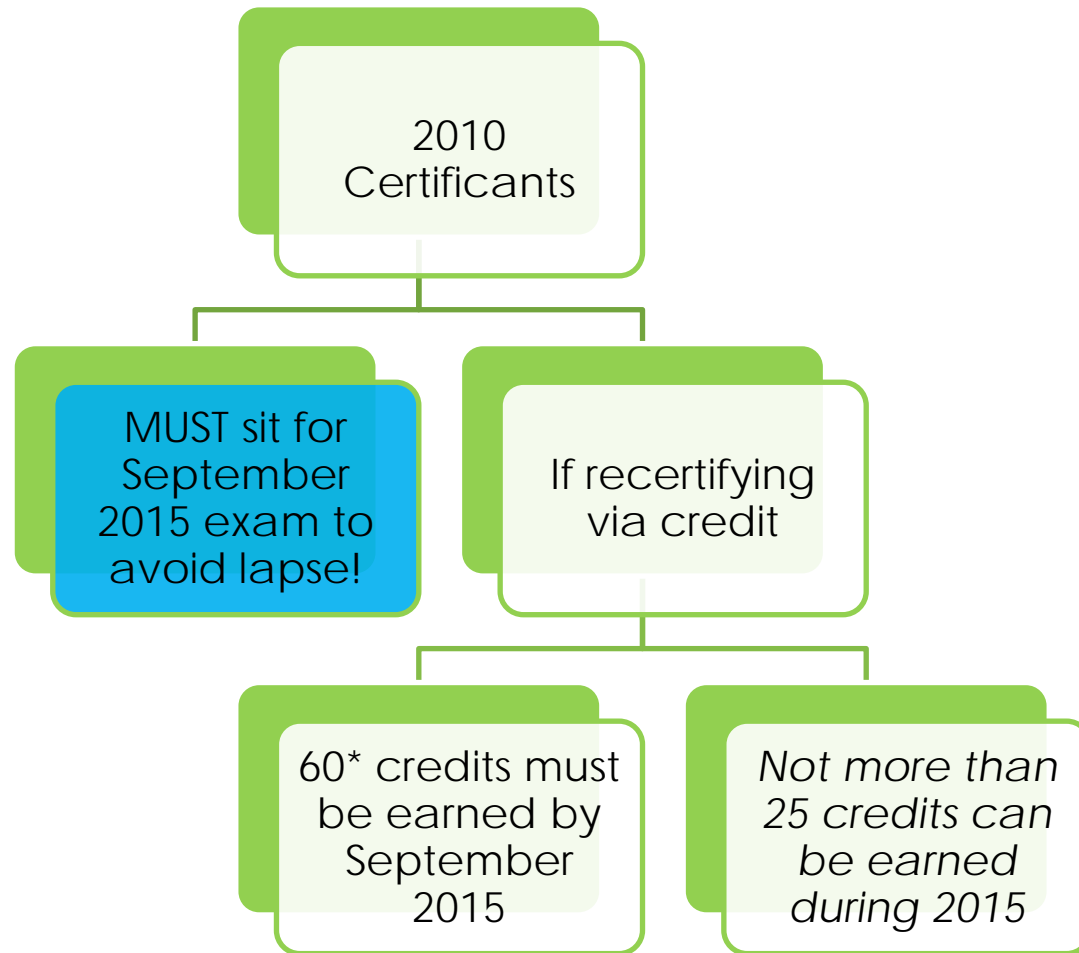 2010
Certificants
MUST sit for
September
2015 exam to
avoid lapse!
If recertifying
via credit
60* credits must
be earned by
September
2015
Not more than
25 credits can
be earned
during 2015